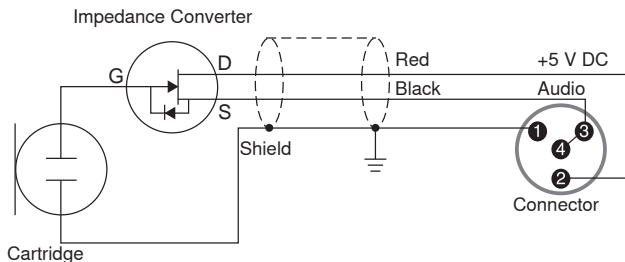 Impedance Converter
G
D
S
Red
Black
+5 V DC
Audio
Shield
1
3
4
2
Connector
Cartridge